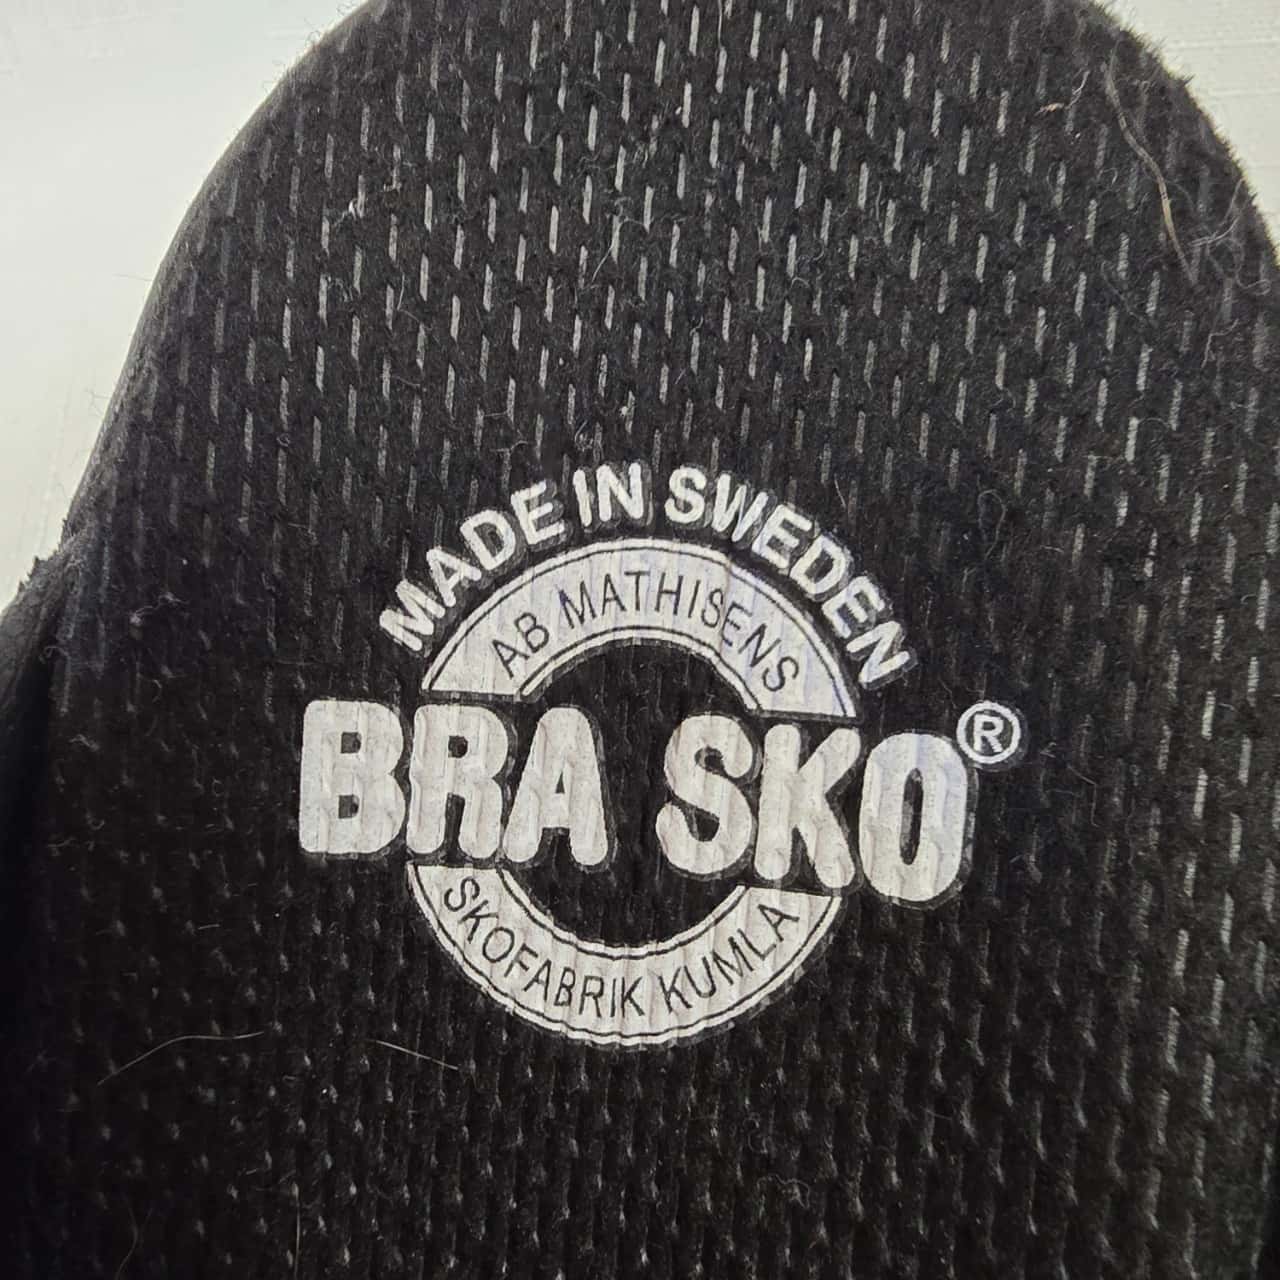 MADE IN SWEDEN
AB MATHISENS
BRA SKO®
SKOFABRIK KUMLA